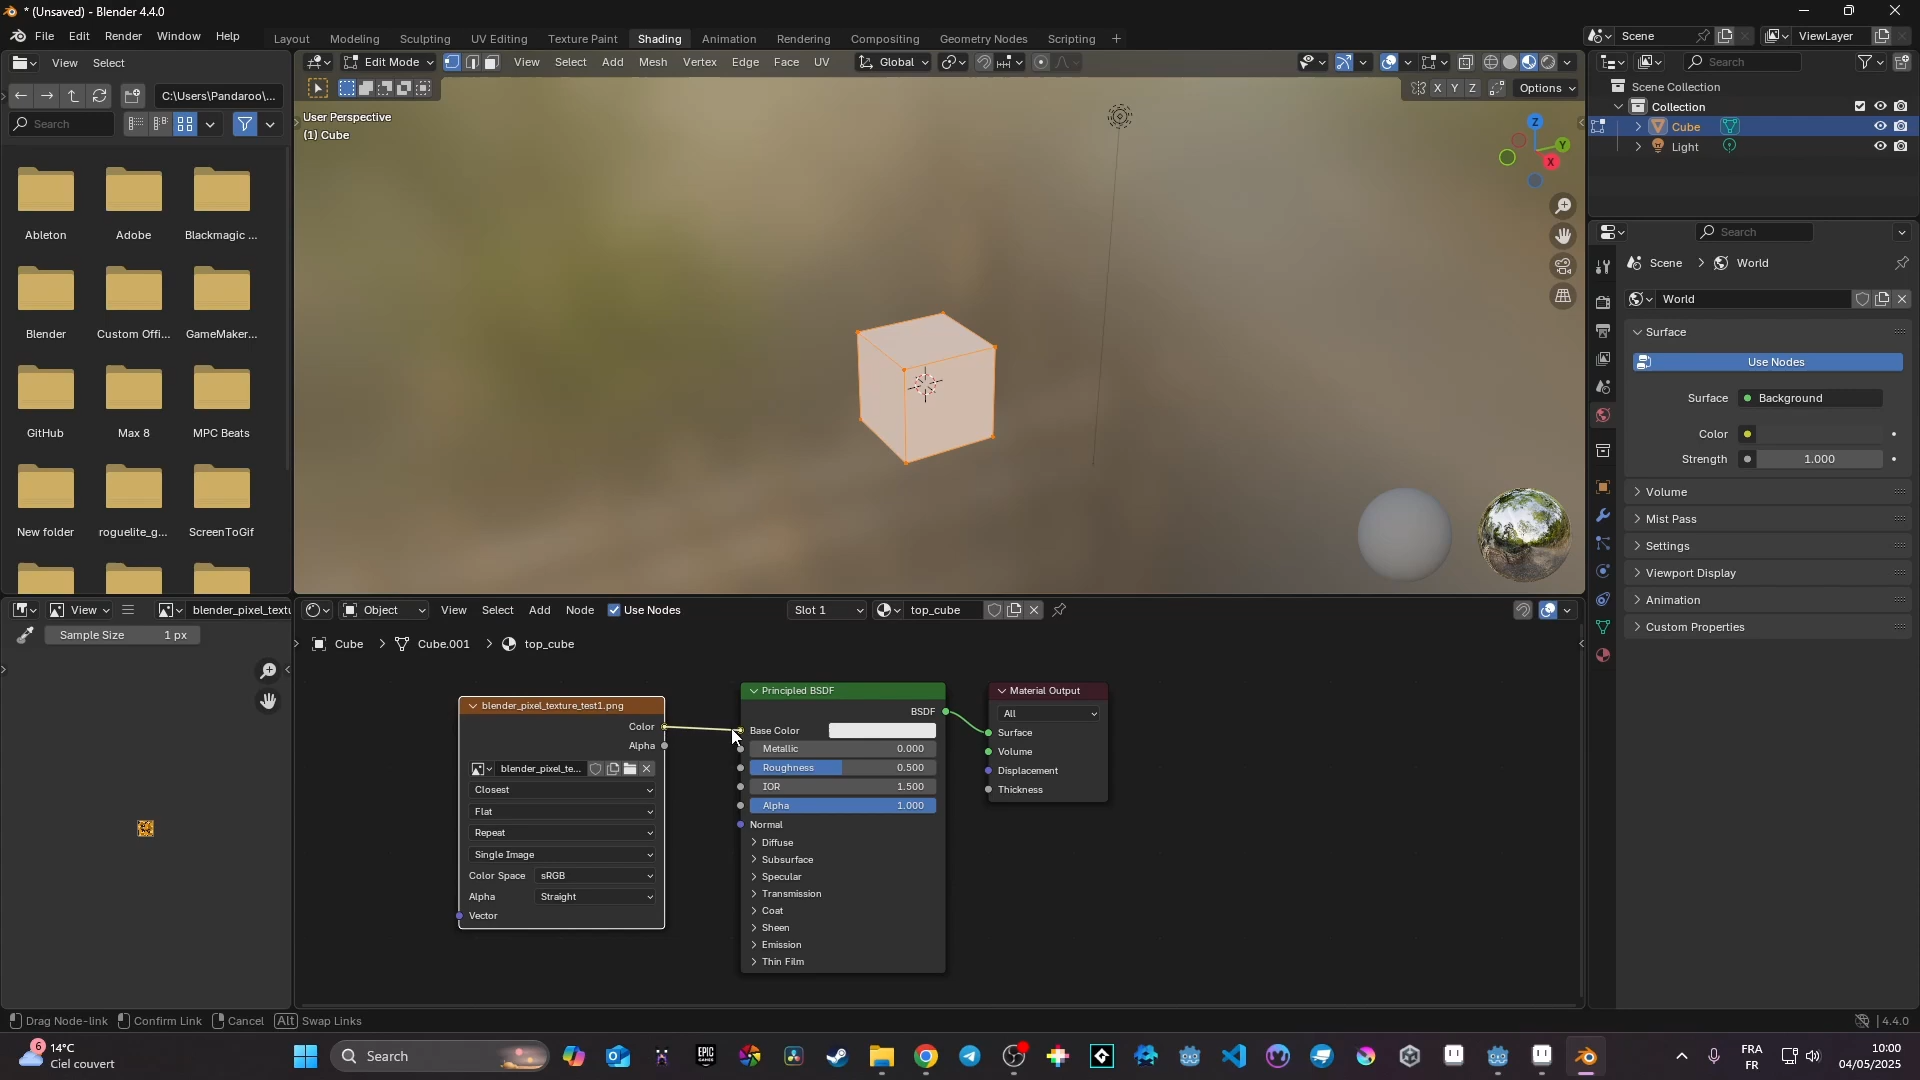 * (Unsaved) - Blender 4.4.0
File Edit Render Window Help
Layout Modeling Sculpting UV Editing Texture Paint Shading Animation Rendering Compositing Geometry Nodes Scripting +
Scene
ViewLayer
View Select
Edit Mode View Select Add Mesh Vertex Edge Face UV Global
Search
C:\Users\Pandaroo\...
X Y Z Options
Scene Collection
Collection
Cube
Light
Search
User Perspective
(1) Cube
Z
Y
X
Ableton Adobe Blackmagic ...
Blender Custom Offi... GameMaker...
GitHub Max 8 MPC Beats
New folder roguelite_g... ScreenToGif
Search
Scene > World
World
Surface
Use Nodes
Surface Background
Color
Strength 1.000
Volume
Mist Pass
Settings
Viewport Display
Animation
Custom Properties
View blender_pixel_textu
Sample Size 1 px
Object View Select Add Node Use Nodes Slot 1 top_cube
Cube > Cube.001 > top_cube
blender_pixel_texture_test1.png
Color
Alpha
blender_pixel_te...
Closest
Flat
Repeat
Single Image
Color Space sRGB
Alpha Straight
Vector
Principled BSDF
BSDF
Base Color
Metallic 0.000
Roughness 0.500
IOR 1.500
Alpha 1.000
Normal
Diffuse
Subsurface
Specular
Transmission
Coat
Sheen
Emission
Thin Film
Material Output
All
Surface
Volume
Displacement
Thickness
Drag Node-link Confirm Link Cancel Alt Swap Links
4.4.0
6
14°C
Ciel couvert
Search
EPIC GAMES
FRA
FR
10:00
04/05/2025